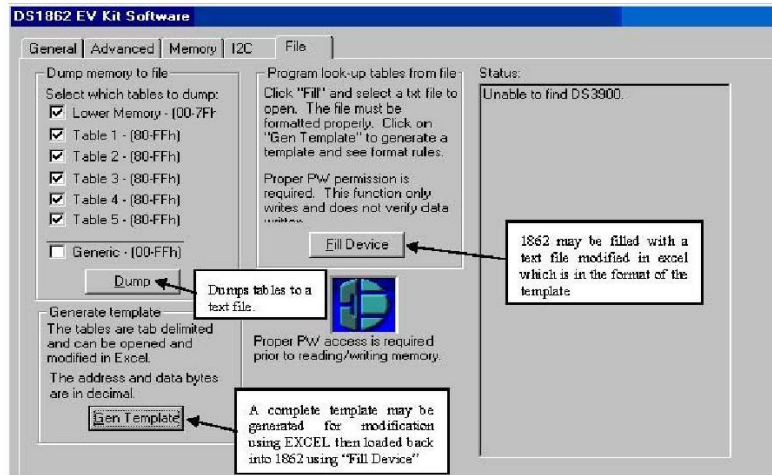 DS1862 EV Kit Software
General
Advanced
Memory
I2C
File
Dump memory to file
Select which tables to dump:
Lower Memory - (00-7FH
Table 1 - (80-FFh)
Table 2 - (80-FFh)
Table 3 - (80-FFh)
Table 4 - (80-FFh)
Table 5 - (80-FFh)
Generic - (00-FFh)
Dump
Dumps tables to a
text file.
Generate template
The tables are tab delimited
and can be opened and
modified in Excel.
The address and data bytes
are in decimal.
Gen Template
Program look-up tables from file
Click "Fill" and select a txt file to
open. The file must be
formatted properly. Click on
"Gen Template" to generate a
template and see format rules.
Proper PW permission is
required. This function only
writes and does not verify data
Fill Device
Proper PW access is required
prior to reading/writing memory.
A complete template may be
generated for modification
using EXCEL then loaded back
into 1862 using “Fill Device”
Status:
Unable to find DS3900.
1862 may be filled with a
text file modified in excel
which is in the format of the
template